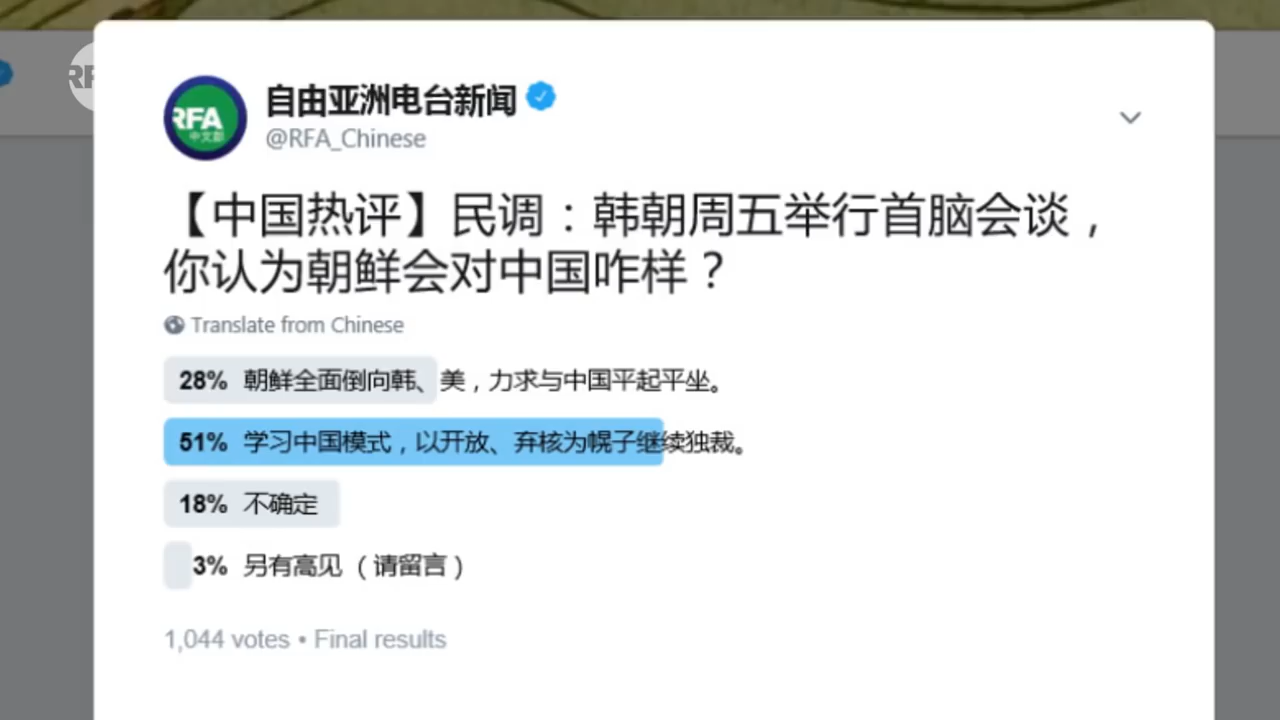 RFA
中文部
自由亚洲电台新闻
@RFA_Chinese
【中国热评】民调：韩朝周五举行首脑会谈，
你认为朝鲜会对中国咋样？
Translate from Chinese
28% 朝鲜全面倒向韩、美，力求与中国平起平坐。
51% 学习中国模式，以开放、弃核为幌子继续独裁。
18% 不确定
3% 另有高见（请留言）
1,044 votes • Final results